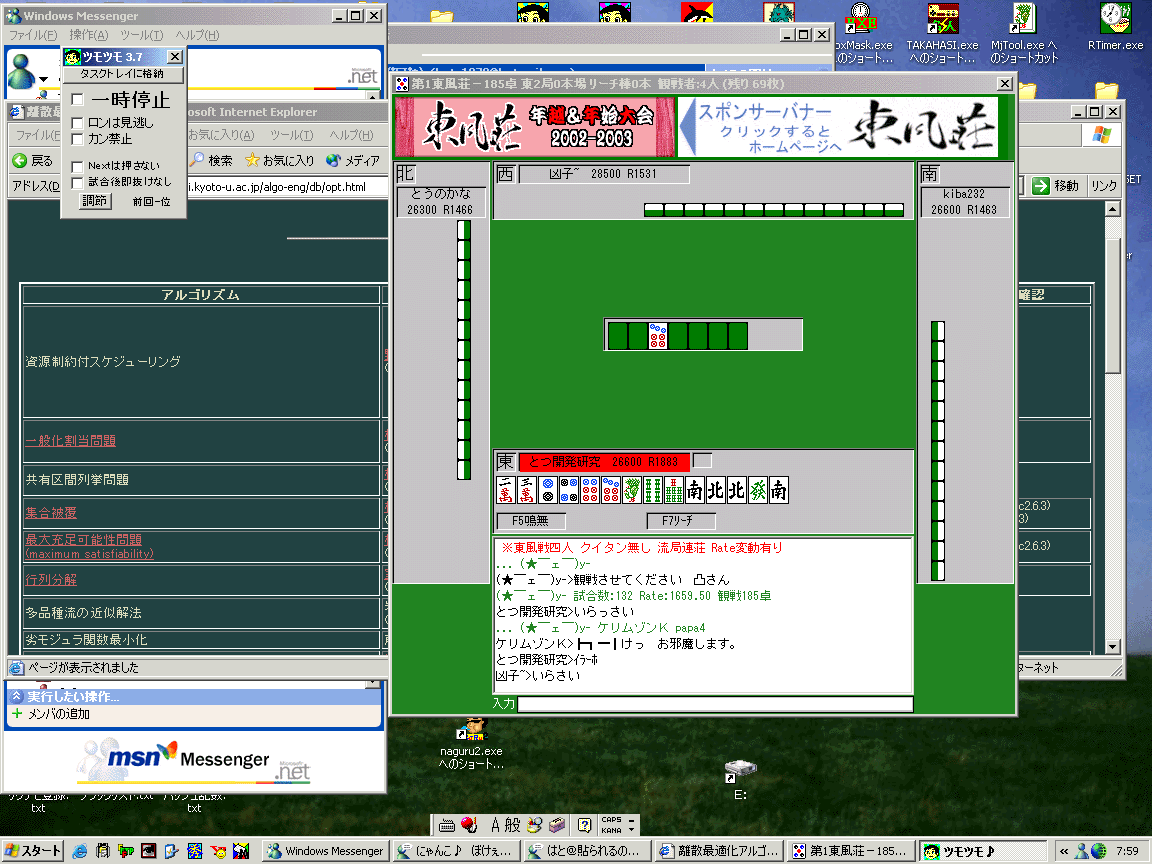 Windows Messenger
ファイル(F) 操作(A) ツール(T) ヘルプ(H)
.net
ツモツモ 3.7
タスクトレイに格納
一時停止
ロンは見逃し
カン禁止
Nextは押さない
試合後即抜けなし
調節 前回一位
離散最
osoft Internet Explorer
ファイル(F
お気に入り(A) ツール(T) ヘルプ(H)
戻る
検索 お気に入り メディア
アドレス(D)
i.kyoto-u.ac.jp/algo-eng/db/opt.html
移動 リンク
アルゴリズム
確認
資源制約付スケジューリング
一般化割当問題
共有区間列挙問題
集合被覆
最大充足可能性問題
(maximum satisfiability)
行列分解
多品種流の近似解法
劣モジュラ関数最小化
c2.6.3)
3)
c2.6.3)
ページが表示されました
ターネット
実行したい操作...
メンバの追加
msn Messenger
Microsoft
.net
txt
txt
oxMask.exe
のショート...
TAKAHASI.exe
へのショート...
MjTool.exe へ
のショートカット
RTimer.exe
第1東風荘－185卓 東2局0本場リーチ棒0本 観戦者:4人 (残り 69枚)
東風荘
年越&年始大会
2002-2003
スポンサーバナー
クリックすると
ホームページへ
東風荘
北
とうのかな
26300 R1466
西
凶子~ 28500 R1531
南
kiba232
26600 R1463
東
とつ開発研究 26600 R1383
二萬 三萬 南 北 北 發 南
F5鳴無 F7リーチ
※東風戦四人 クイタン無し 流局連荘 Rate変動有り
... (★￣ェ￣)y-
(★￣ェ￣)y->観戦させてください 凸さん
(★￣ェ￣)y- 試合数:132 Rate:1659.50 観戦185卓
とつ開発研究>いらっさい
... (★￣ェ￣)y- ケリムゾンＫ papa4
ケリムゾンＫ>┣┓━┃けっ お邪魔します。
とつ開発研究>ｲﾗｰﾎ
凶子~>いらさい
入力
naguru2.exe
へのショート...
E:
A 般
CAPS
KANA
スタート
Windows Messenger
にゃんこ♪ ぽけぇ...
はと＠貼られるの...
離散最適化アルゴ...
第1東風荘－185...
ツモツモ♪
7:59